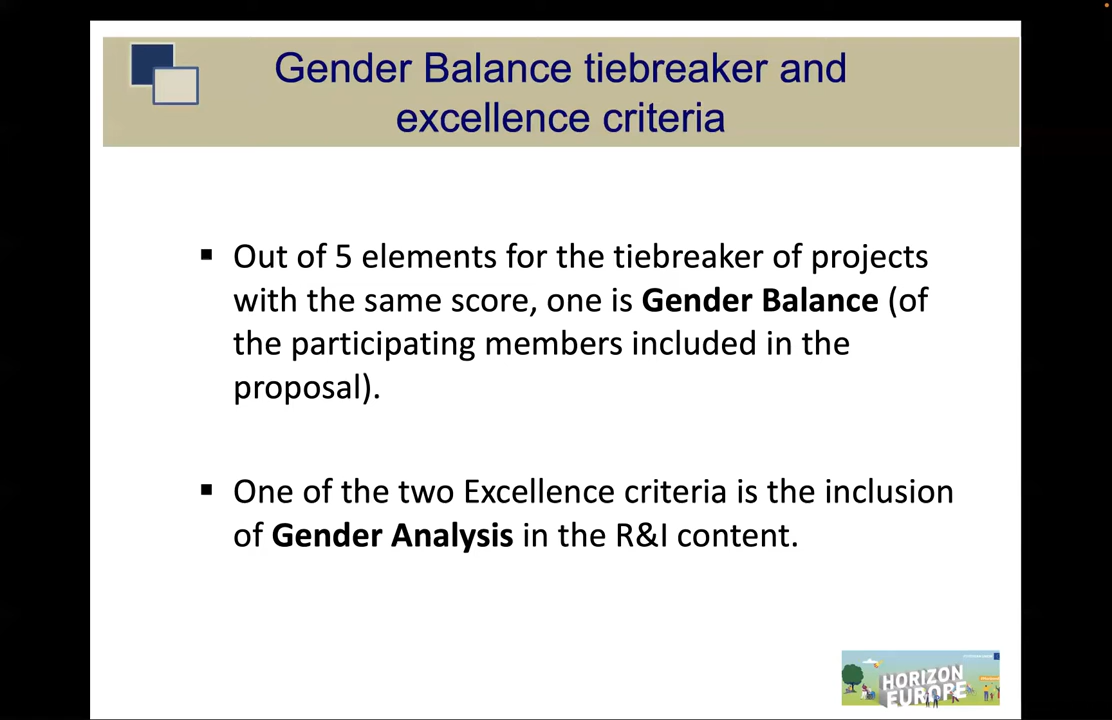 Gender Balance tiebreaker and
excellence criteria
Out of 5 elements for the tiebreaker of projects
with the same score, one is Gender Balance (of
the participating members included in the
proposal).
One of the two Excellence criteria is the inclusion
of Gender Analysis in the R&I content.
HORIZON
EUROPE